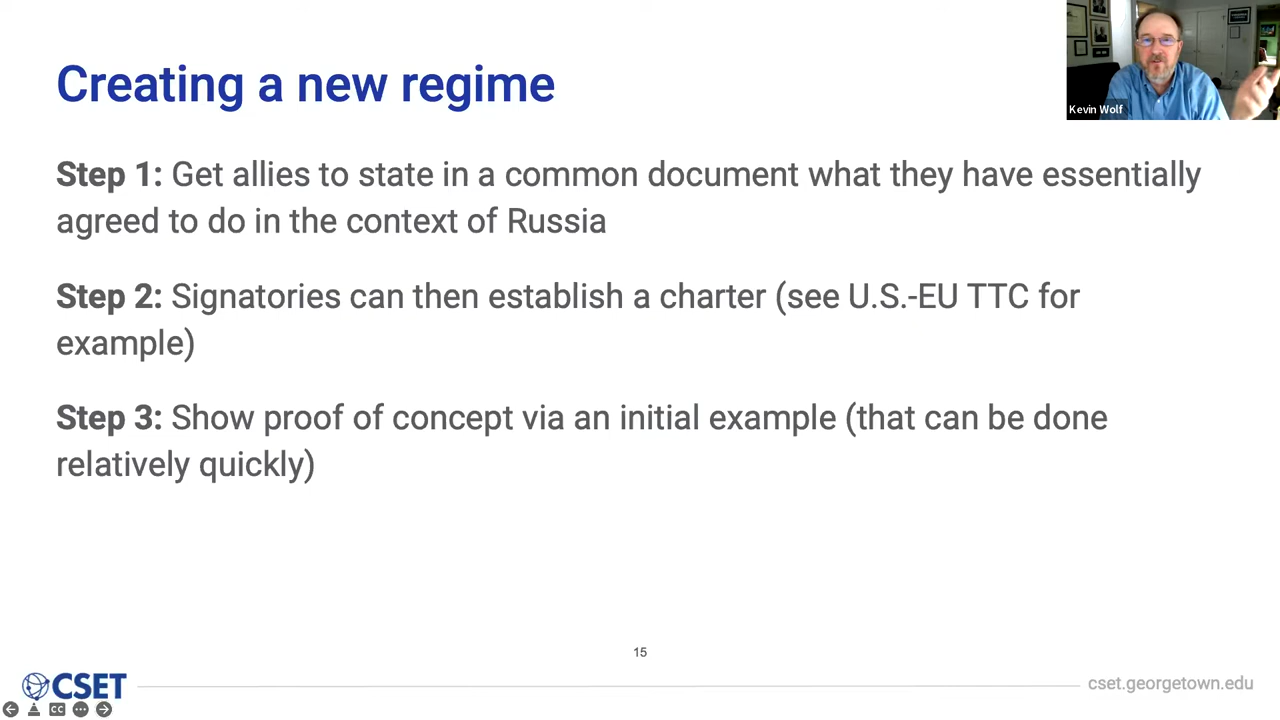 Creating a new regime
Kevin Wolf
Step 1: Get allies to state in a common document what they have essentially
agreed to do in the context of Russia
Step 2: Signatories can then establish a charter (see U.S.-EU TTC for
example)
Step 3: Show proof of concept via an initial example (that can be done
relatively quickly)
15
CSET
cset.georgetown.edu
CC